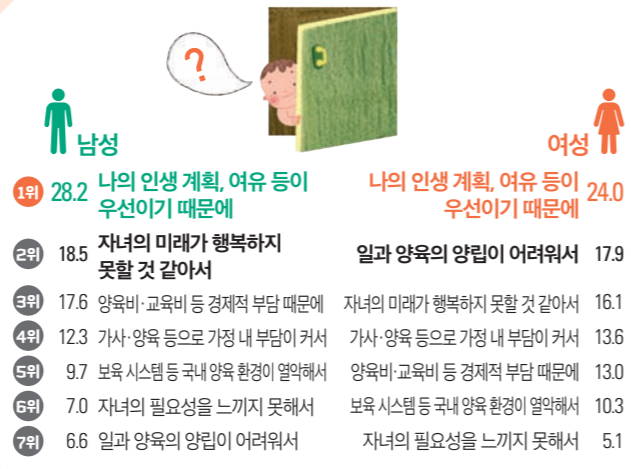 ?
남성
여성
1위 28.2 나의 인생 계획, 여유 등이
우선이기 때문에
나의 인생 계획, 여유 등이
우선이기 때문에 24.0
2위 18.5 자녀의 미래가 행복하지
못할 것 같아서
일과 양육의 양립이 어려워서 17.9
3위 17.6 양육비·교육비 등 경제적 부담 때문에 자녀의 미래가 행복하지 못할 것 같아서 16.1
4위 12.3 가사·양육 등으로 가정 내 부담이 커서 가사·양육 등으로 가정 내 부담이 커서 13.6
5위 9.7 보육 시스템 등 국내 양육 환경이 열악해서 양육비·교육비 등 경제적 부담 때문에 13.0
6위 7.0 자녀의 필요성을 느끼지 못해서 보육 시스템 등 국내 양육 환경이 열악해서 10.3
7위 6.6 일과 양육의 양립이 어려워서 자녀의 필요성을 느끼지 못해서 5.1